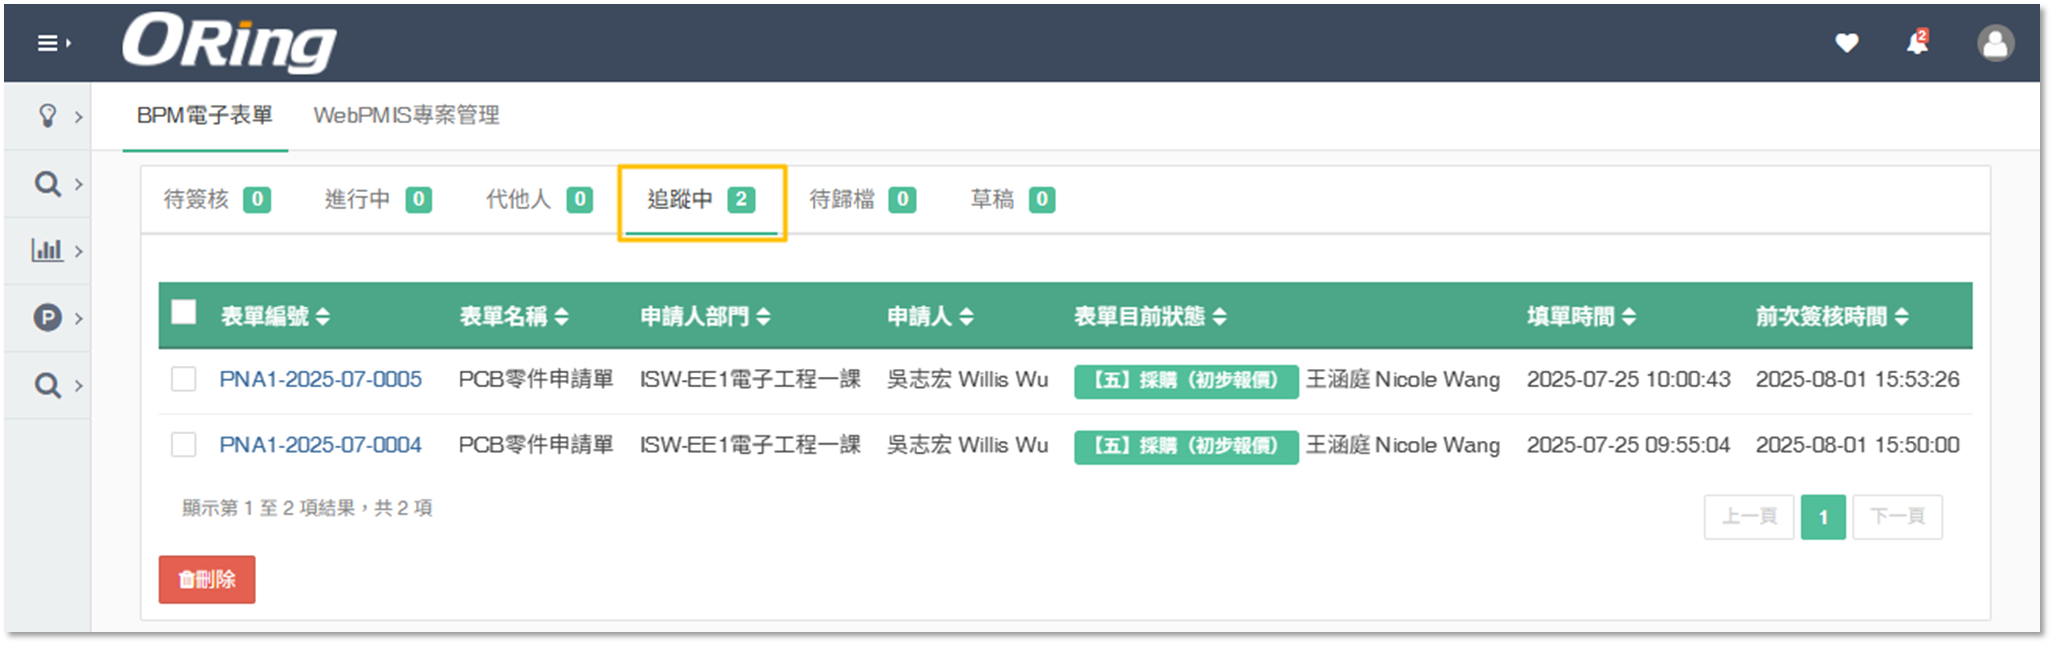 ORing
2
BPM電子表單 WebPMIS專案管理
待簽核 0 進行中 0 代他人 0 追蹤中 2 待歸檔 0 草稿 0
表單編號 表單名稱 申請人部門 申請人 表單目前狀態 填單時間 前次簽核時間
PNA1-2025-07-0005 PCB零件申請單 ISW-EE1電子工程一課 吳志宏 Willis Wu 【五】採購（初步報價） 王涵庭 Nicole Wang 2025-07-25 10:00:43 2025-08-01 15:53:26
PNA1-2025-07-0004 PCB零件申請單 ISW-EE1電子工程一課 吳志宏 Willis Wu 【五】採購（初步報價） 王涵庭 Nicole Wang 2025-07-25 09:55:04 2025-08-01 15:50:00
顯示第 1 至 2 項結果，共 2 項
上一頁 1 下一頁
刪除
P